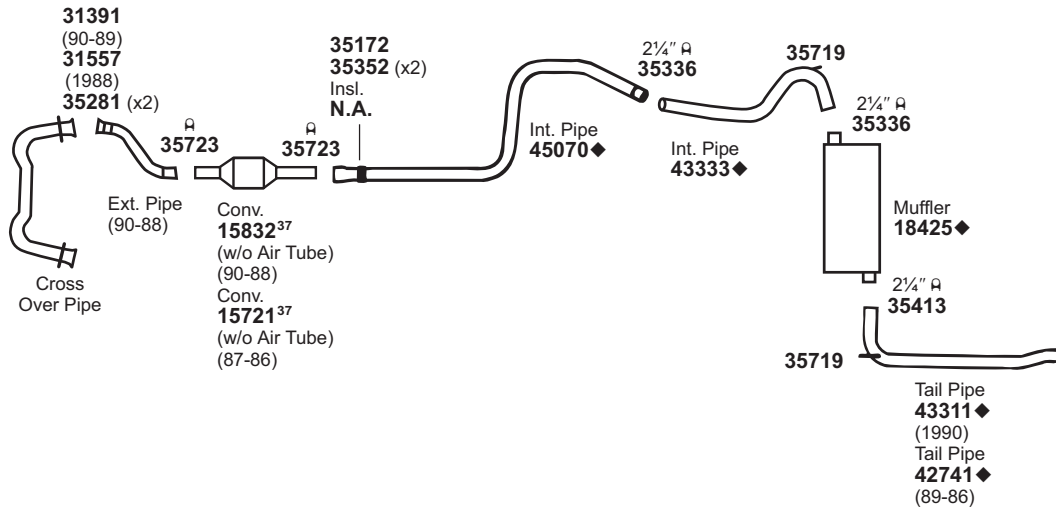 31391
(90-89)
31557
(1988)
35281 (x2)
35723
35723
35172
35352 (x2)
Insl.
N.A.
2¼″
35336
35719
2¼″
35336
Int. Pipe
45070◆
Int. Pipe
43333◆
Ext. Pipe
(90-88)
Conv.
15832³⁷
(w/o Air Tube)
(90-88)
Conv.
15721³⁷
(w/o Air Tube)
(87-86)
Cross
Over Pipe
Muffler
18425◆
2¼″
35413
35719
Tail Pipe
43311◆
(1990)
Tail Pipe
42741◆
(89-86)